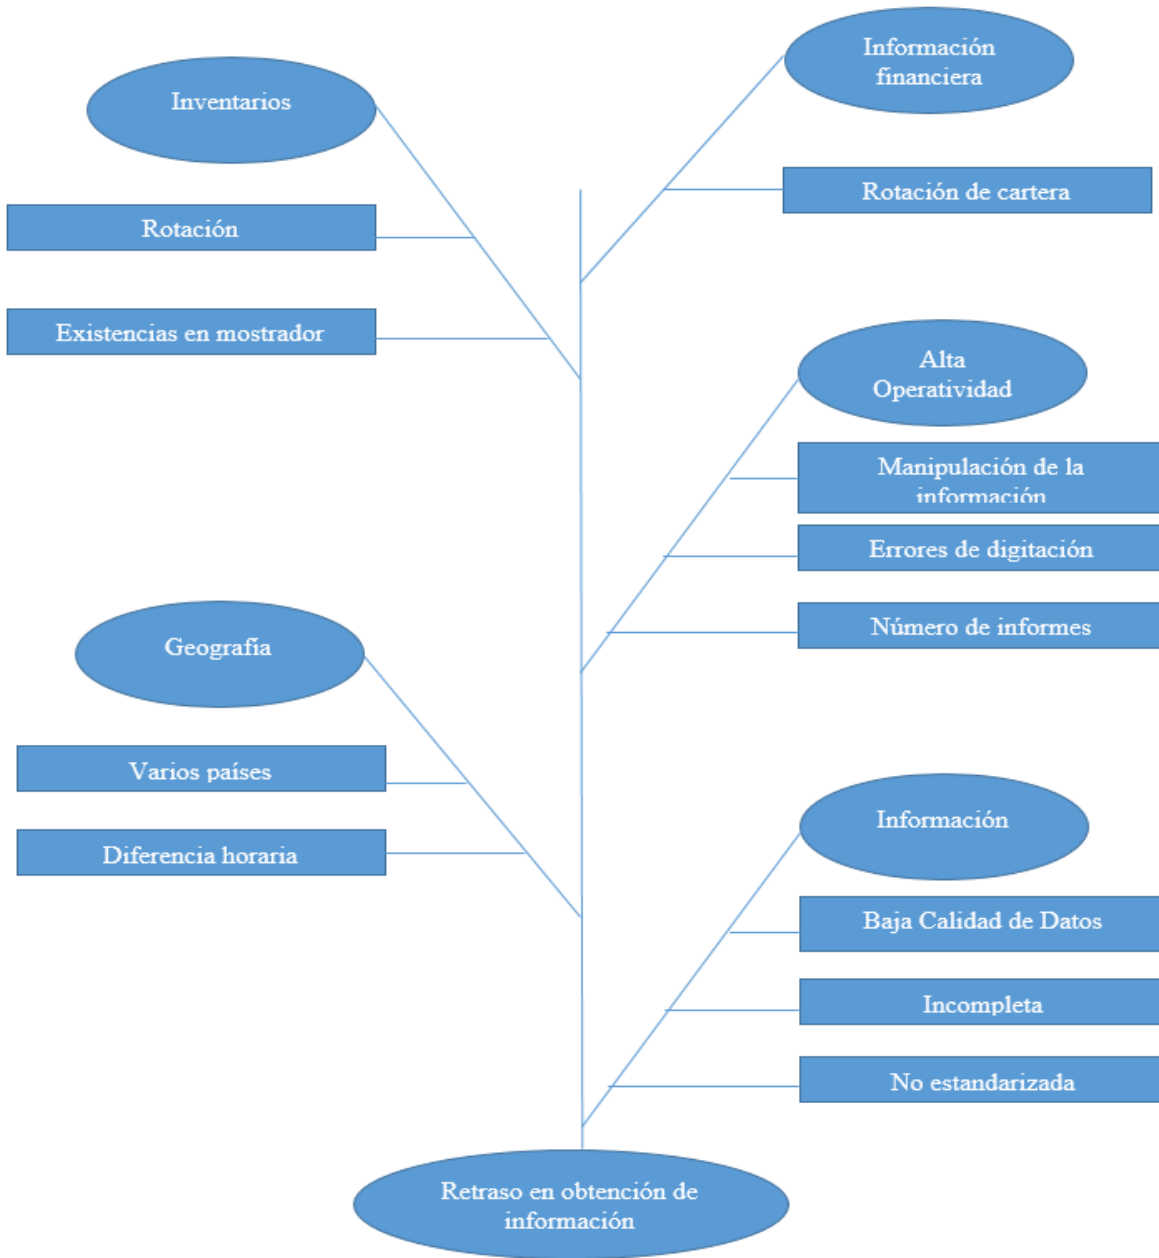 Información
financiera
Inventarios
Rotación de cartera
Rotación
Existencias en mostrador
Alta
Operatividad
Manipulación de la
información
Errores de digitación
Número de informes
Geografía
Varios países
Diferencia horaria
Información
Baja Calidad de Datos
Incompleta
No estandarizada
Retraso en obtención de
información